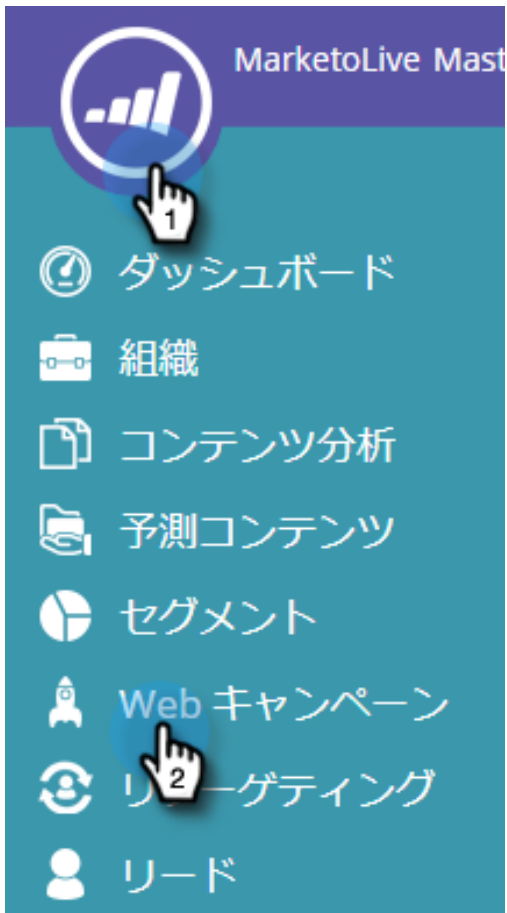 MarketoLive Mast
1
ダッシュボード
組織
コンテンツ分析
予測コンテンツ
セグメント
Web キャンペーン
2
リターゲティング
リード